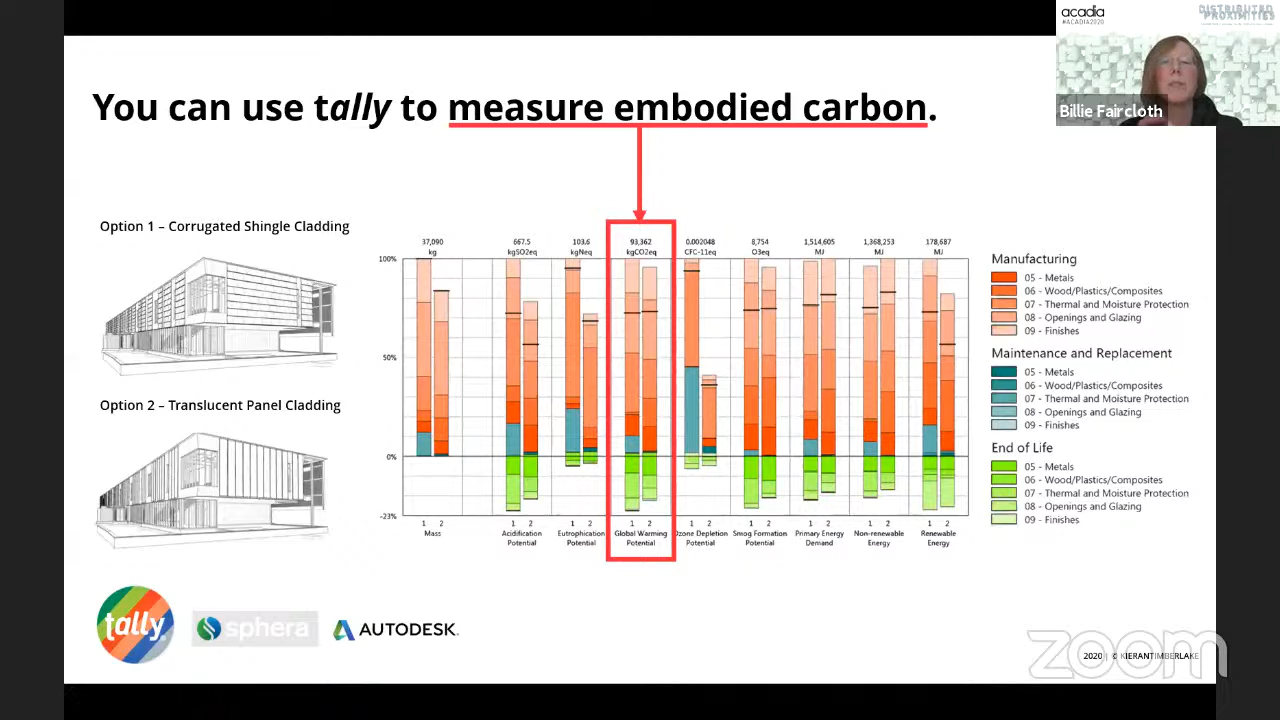 acadia
#ACADIA2020
DISTRIBUTED
PROXIMITIES
Billie Faircloth
You can use tally to measure embodied carbon.
Option 1 – Corrugated Shingle Cladding
Option 2 – Translucent Panel Cladding
37,090 667.5 103.6 93,362 0.002048 8,754 1,514,605 1,368,253 178,687
kg kgSO2eq kgNeq kgCO2eq CFC-11eq O3eq MJ MJ MJ
100%
50%
0%
-23%
1 2 1 2 1 2 1 2 1 2 1 2 1 2 1 2 1 2
Mass Acidification Eutrophication Global Warming Ozone Depletion Smog Formation Primary Energy Non-renewable Renewable
Potential Potential Potential Potential Potential Demand Energy Energy
Manufacturing
05 - Metals
06 - Wood/Plastics/Composites
07 - Thermal and Moisture Protection
08 - Openings and Glazing
09 - Finishes
Maintenance and Replacement
05 - Metals
06 - Wood/Plastics/Composites
07 - Thermal and Moisture Protection
08 - Openings and Glazing
09 - Finishes
End of Life
05 - Metals
06 - Wood/Plastics/Composites
07 - Thermal and Moisture Protection
08 - Openings and Glazing
09 - Finishes
tally
sphera
AUTODESK.
zoom
2020 | © KIERANTIMBERLAKE